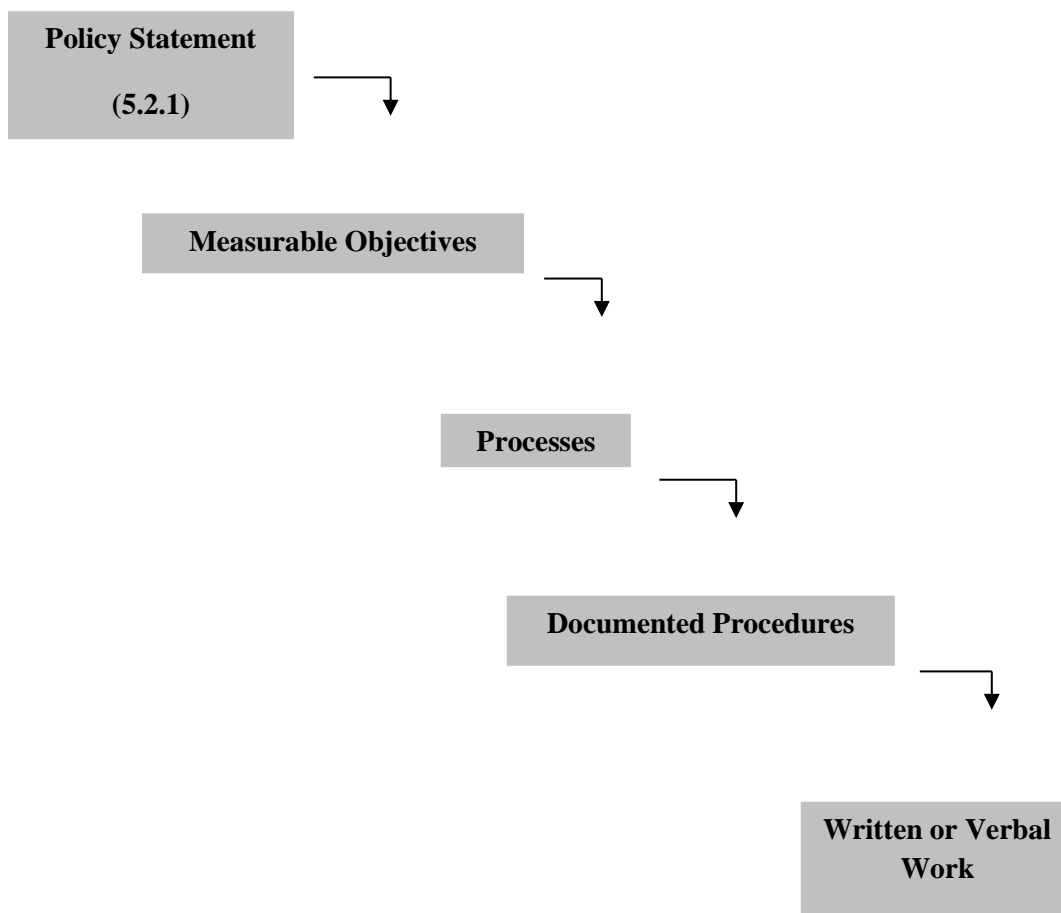 Policy Statement
(5.2.1)
Measurable Objectives
Processes
Documented Procedures
Written or Verbal
Work